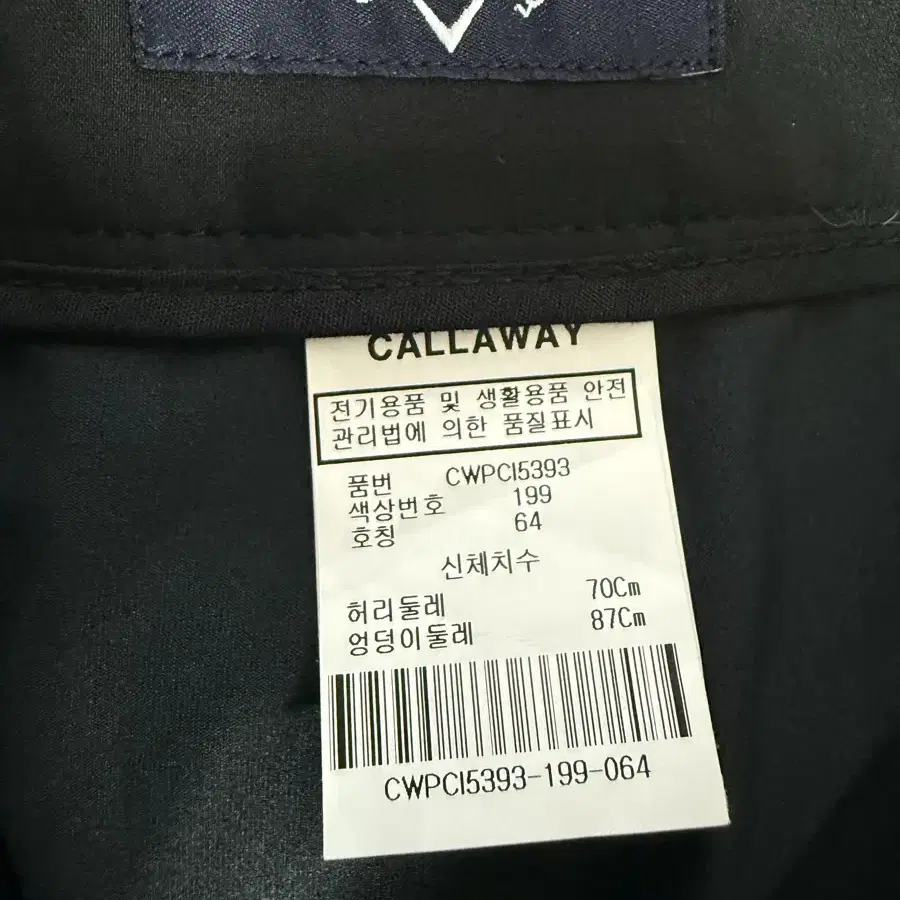 CALLAWAY
전기용품 및 생활용품 안전
관리법에 의한 품질표시
품번 CWPCI5393
색상번호 199
호칭 64
신체치수
허리둘레 70Cm
엉덩이둘레 87Cm
CWPCI5393-199-064